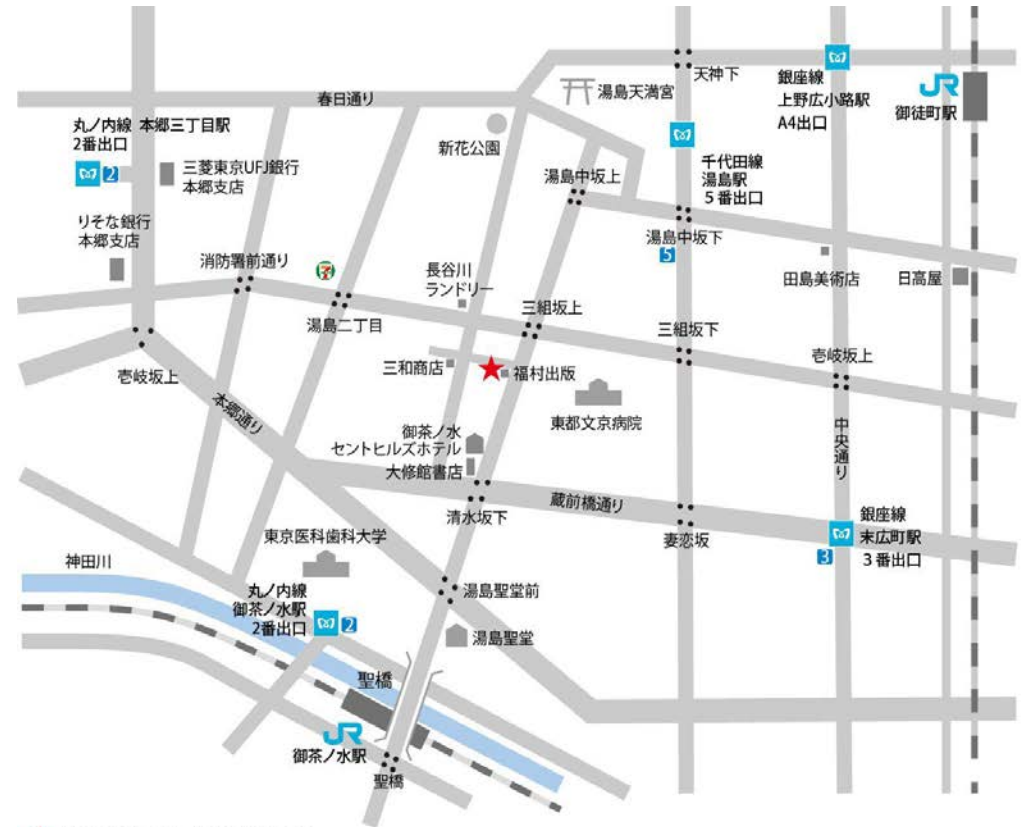 天神下
銀座線
上野広小路駅
A4出口
JR
御徒町駅
湯島天満宮
春日通り
丸ノ内線 本郷三丁目駅
2番出口
2
三菱東京UFJ銀行
本郷支店
新花公園
千代田線
湯島駅
5番出口
湯島中坂上
りそな銀行
本郷支店
湯島中坂下
5
消防署前通り
7
長谷川
ランドリー
田島美術店
日高屋
湯島二丁目
三組坂上
三組坂下
壱岐坂上
壱岐坂上
三和商店
福村出版
本郷通り
東都文京病院
中央通り
御茶ノ水
セントヒルズホテル
大修館書店
蔵前橋通り
清水坂下
妻恋坂
銀座線
末広町駅
3番出口
3
東京医科歯科大学
神田川
丸ノ内線
御茶ノ水駅
2番出口
2
湯島聖堂前
湯島聖堂
聖橋
JR
御茶ノ水駅
聖橋